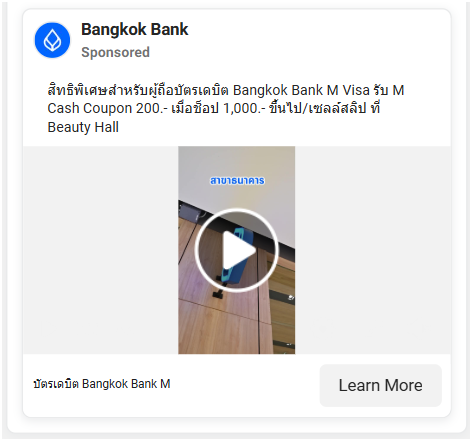 Bangkok Bank
Sponsored
สิทธิพิเศษสำหรับผู้ถือบัตรเดบิต Bangkok Bank M Visa รับ M
Cash Coupon 200.- เมื่อช็อป 1,000.- ขึ้นไป/เซลล์สลิป ที่
Beauty Hall
สาขาธนาคาร
บัตรเดบิต Bangkok Bank M
Learn More